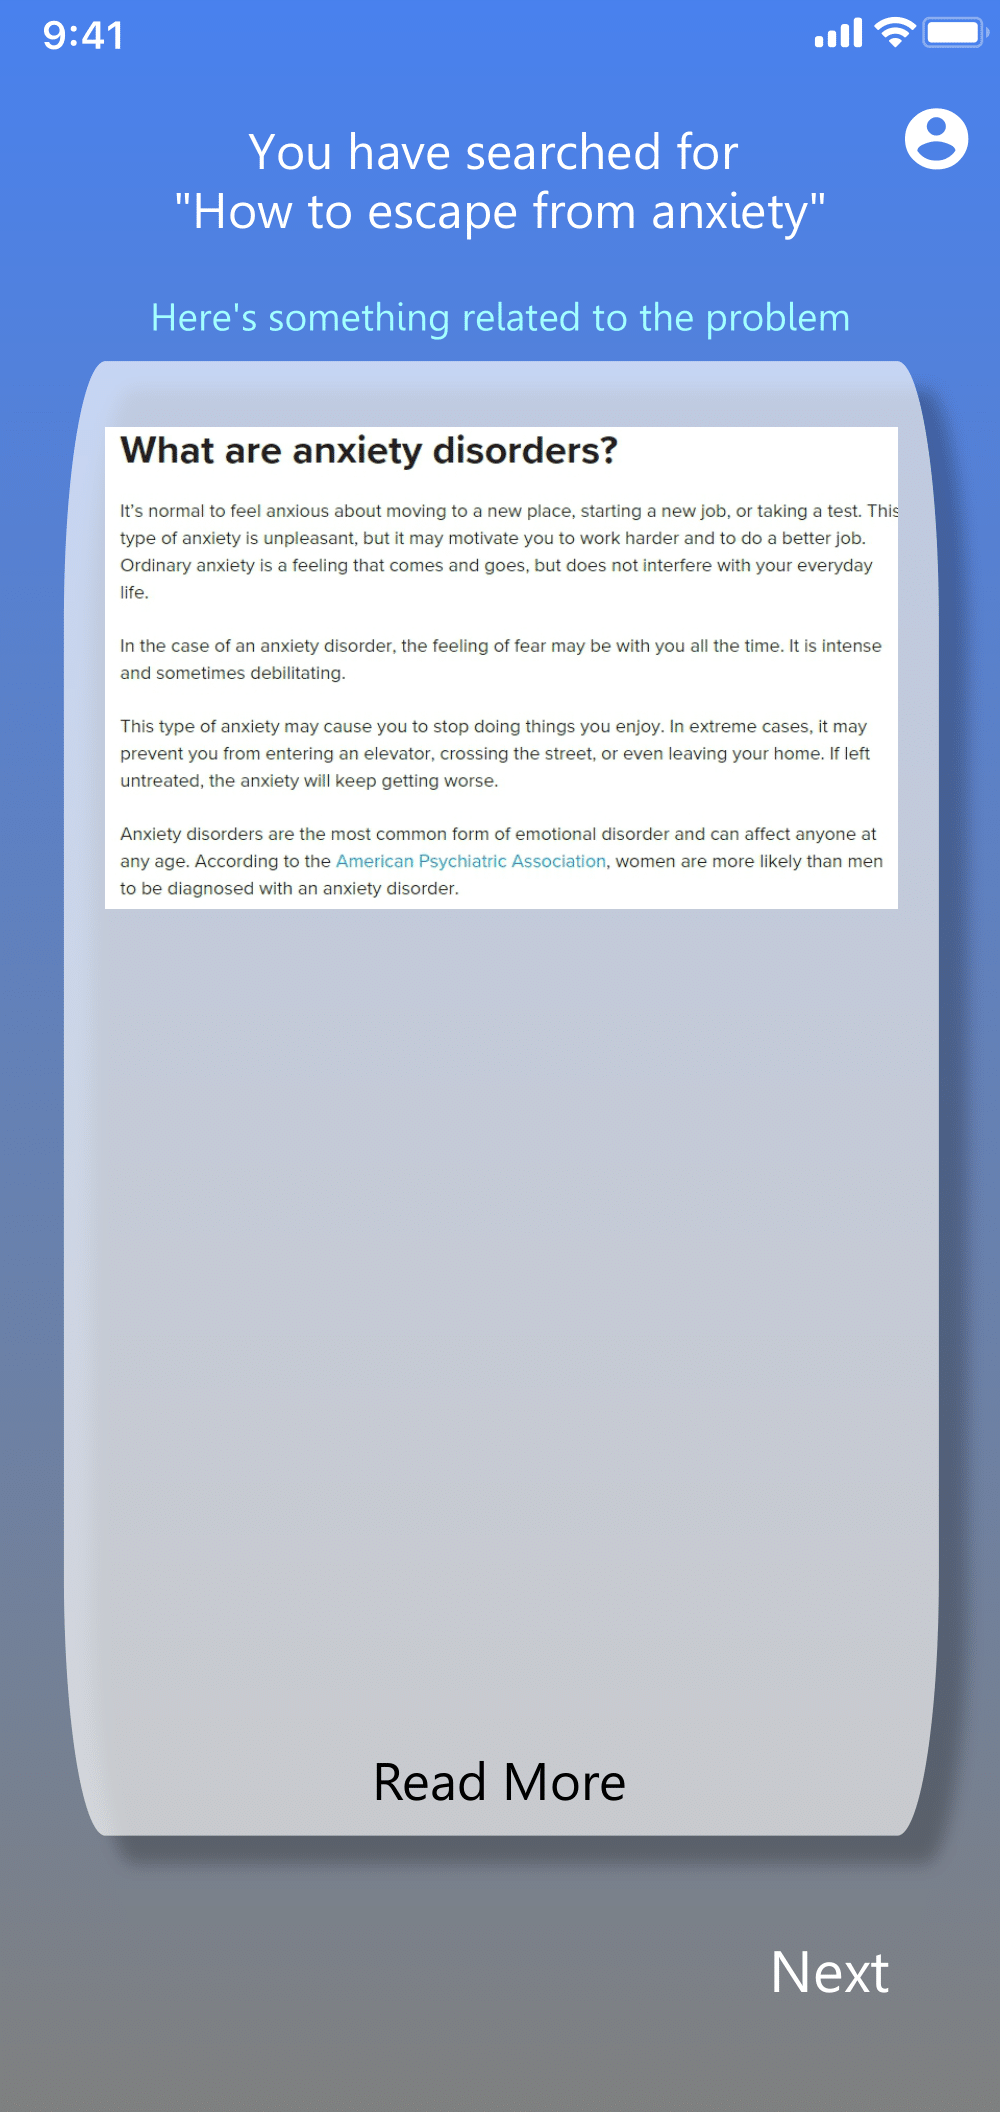 9:41
You have searched for
"How to escape from anxiety"
Here's something related to the problem
What are anxiety disorders?
It's normal to feel anxious about moving to a new place, starting a new job, or taking a test. This
type of anxiety is unpleasant, but it may motivate you to work harder and to do a better job.
Ordinary anxiety is a feeling that comes and goes, but does not interfere with your everyday
life.
In the case of an anxiety disorder, the feeling of fear may be with you all the time. It is intense
and sometimes debilitating.
This type of anxiety may cause you to stop doing things you enjoy. In extreme cases, it may
prevent you from entering an elevator, crossing the street, or even leaving your home. If left
untreated, the anxiety will keep getting worse.
Anxiety disorders are the most common form of emotional disorder and can affect anyone at
any age. According to the American Psychiatric Association, women are more likely than men
to be diagnosed with an anxiety disorder.
Read More
Next